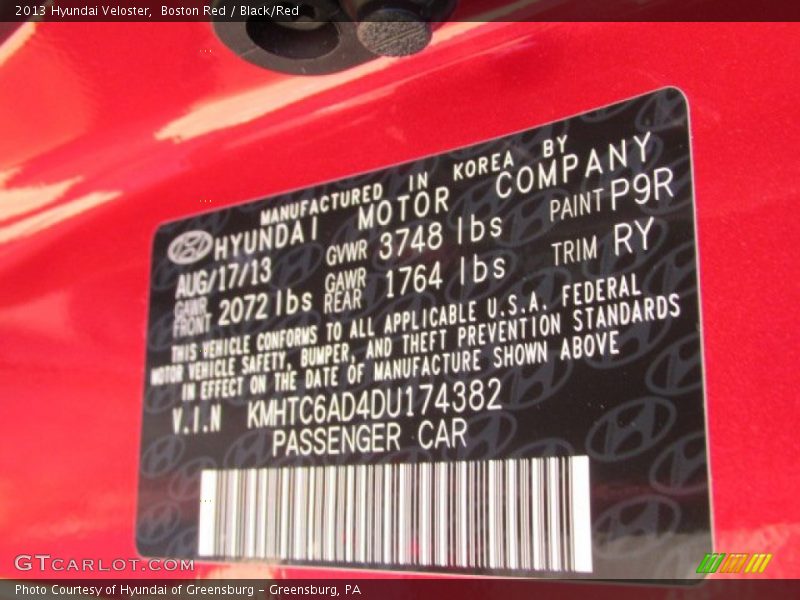 2013 Hyundai Veloster,  Boston Red / Black/Red
MANUFACTURED IN KOREA BY
HYUNDAI MOTOR COMPANY
AUG/17/13 GVWR 3748 lbs PAINT P9R
GAWR FRONT 2072 lbs GAWR REAR 1764 lbs TRIM RY
THIS VEHICLE CONFORMS TO ALL APPLICABLE U.S.A. FEDERAL
MOTOR VEHICLE SAFETY, BUMPER, AND THEFT PREVENTION STANDARDS
IN EFFECT ON THE DATE OF MANUFACTURE SHOWN ABOVE
V.I.N KMHTC6AD4DU174382
PASSENGER CAR
GTCARLOT.COM
Photo Courtesy of Hyundai of Greensburg - Greensburg, PA